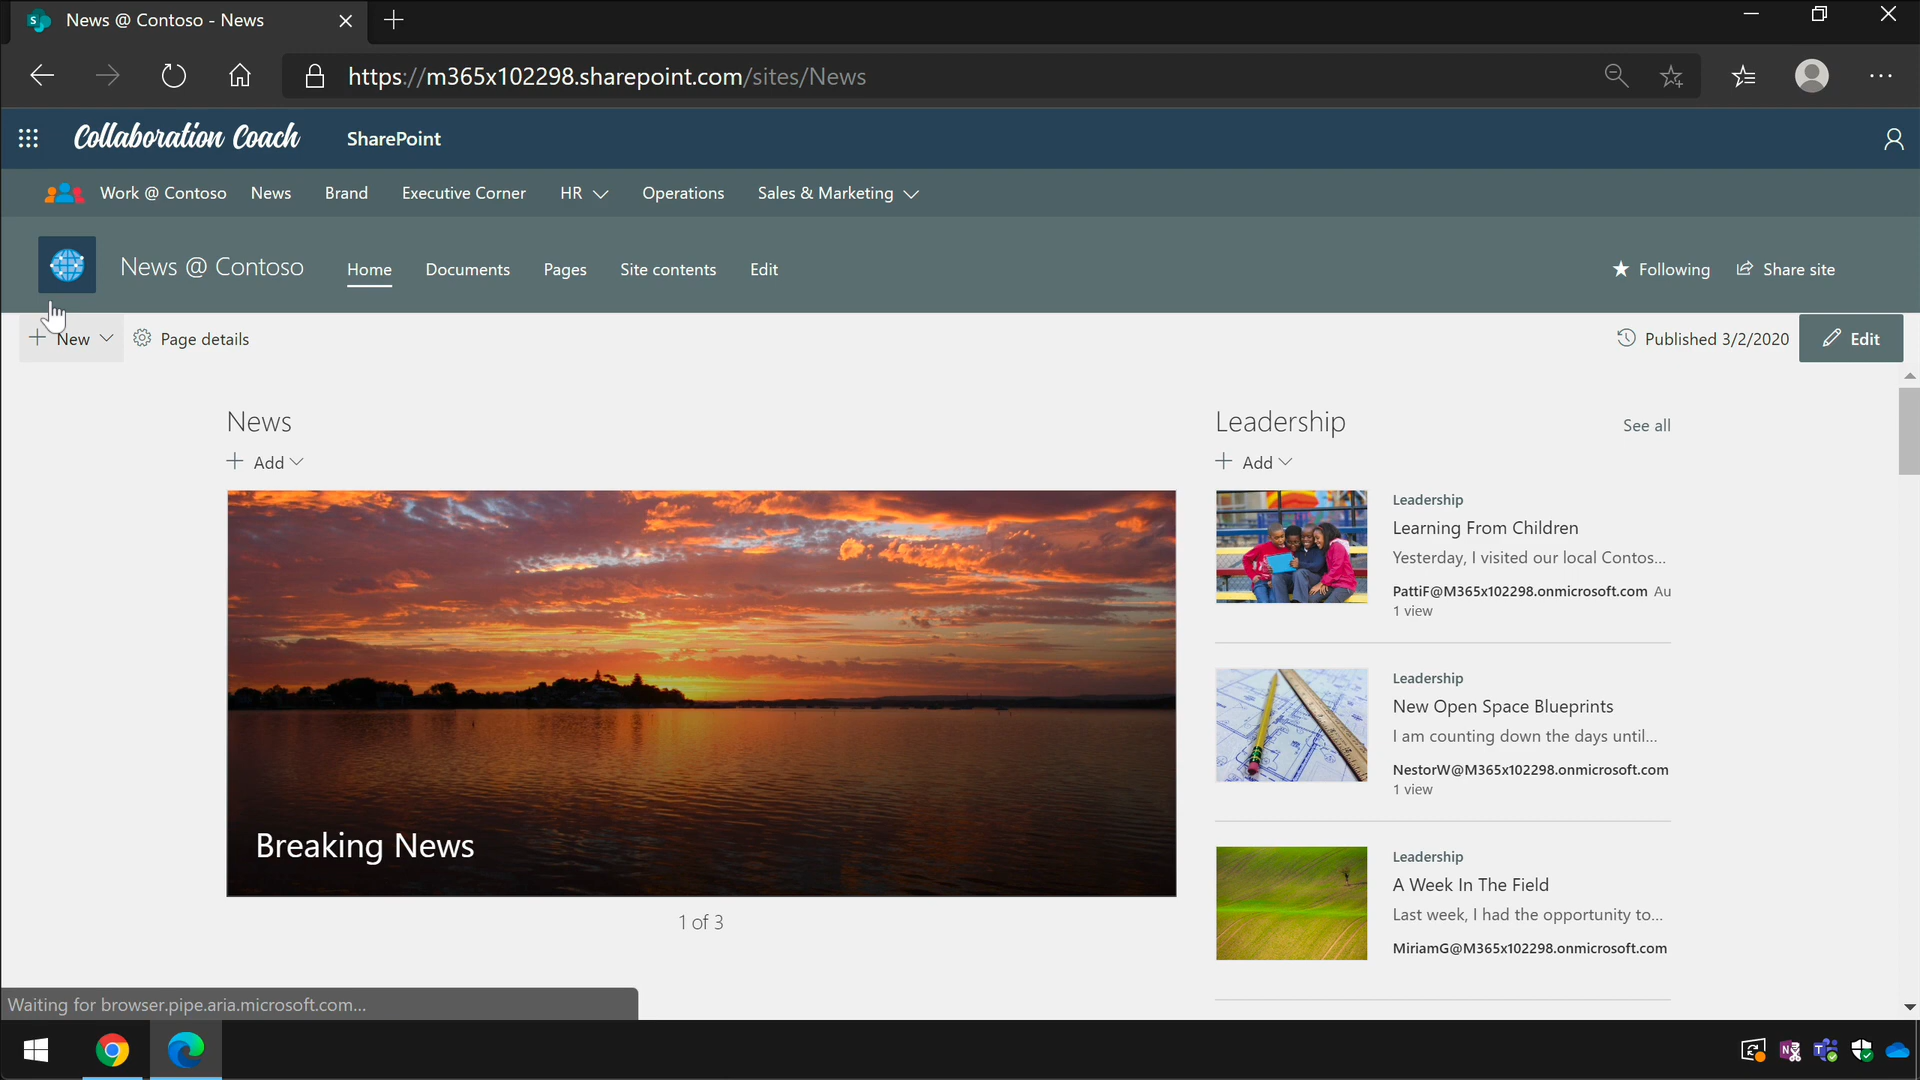 News @ Contoso - News
https://m365x102298.sharepoint.com/sites/News
Collaboration Coach
SharePoint
Work @ Contoso
News
Brand
Executive Corner
HR
Operations
Sales & Marketing
News @ Contoso
Home
Documents
Pages
Site contents
Edit
Following
Share site
New
Page details
Published 3/2/2020
Edit
News
Add
Breaking News
1 of 3
Leadership
See all
Add
Leadership
Learning From Children
Yesterday, I visited our local Contos...
PattiF@M365x102298.onmicrosoft.com Au
1 view
Leadership
New Open Space Blueprints
I am counting down the days until...
NestorW@M365x102298.onmicrosoft.com
1 view
Leadership
A Week In The Field
Last week, I had the opportunity to...
MiriamG@M365x102298.onmicrosoft.com
Waiting for browser.pipe.aria.microsoft.com...